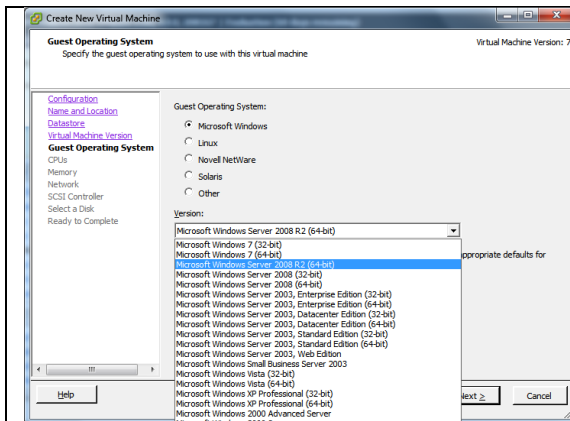 Create New Virtual Machine
Guest Operating System
Specify the guest operating system to use with this virtual machine
Virtual Machine Version: 7
Configuration
Name and Location
Datastore
Virtual Machine Version
Guest Operating System
CPUs
Memory
Network
SCSI Controller
Select a Disk
Ready to Complete
Guest Operating System:
Microsoft Windows
Linux
Novell NetWare
Solaris
Other
Version:
Microsoft Windows Server 2008 R2 (64-bit)
Microsoft Windows 7 (32-bit)
Microsoft Windows 7 (64-bit)
Microsoft Windows Server 2008 R2 (64-bit)
Microsoft Windows Server 2008 (32-bit)
Microsoft Windows Server 2008 (64-bit)
Microsoft Windows Server 2003, Enterprise Edition (32-bit)
Microsoft Windows Server 2003, Enterprise Edition (64-bit)
Microsoft Windows Server 2003, Datacenter Edition (32-bit)
Microsoft Windows Server 2003, Datacenter Edition (64-bit)
Microsoft Windows Server 2003, Standard Edition (32-bit)
Microsoft Windows Server 2003, Standard Edition (64-bit)
Microsoft Windows Server 2003, Web Edition
Microsoft Windows Small Business Server 2003
Microsoft Windows Vista (32-bit)
Microsoft Windows Vista (64-bit)
Microsoft Windows XP Professional (32-bit)
Microsoft Windows XP Professional (64-bit)
Microsoft Windows 2000 Advanced Server
appropriate defaults for
Help
Next >
Cancel